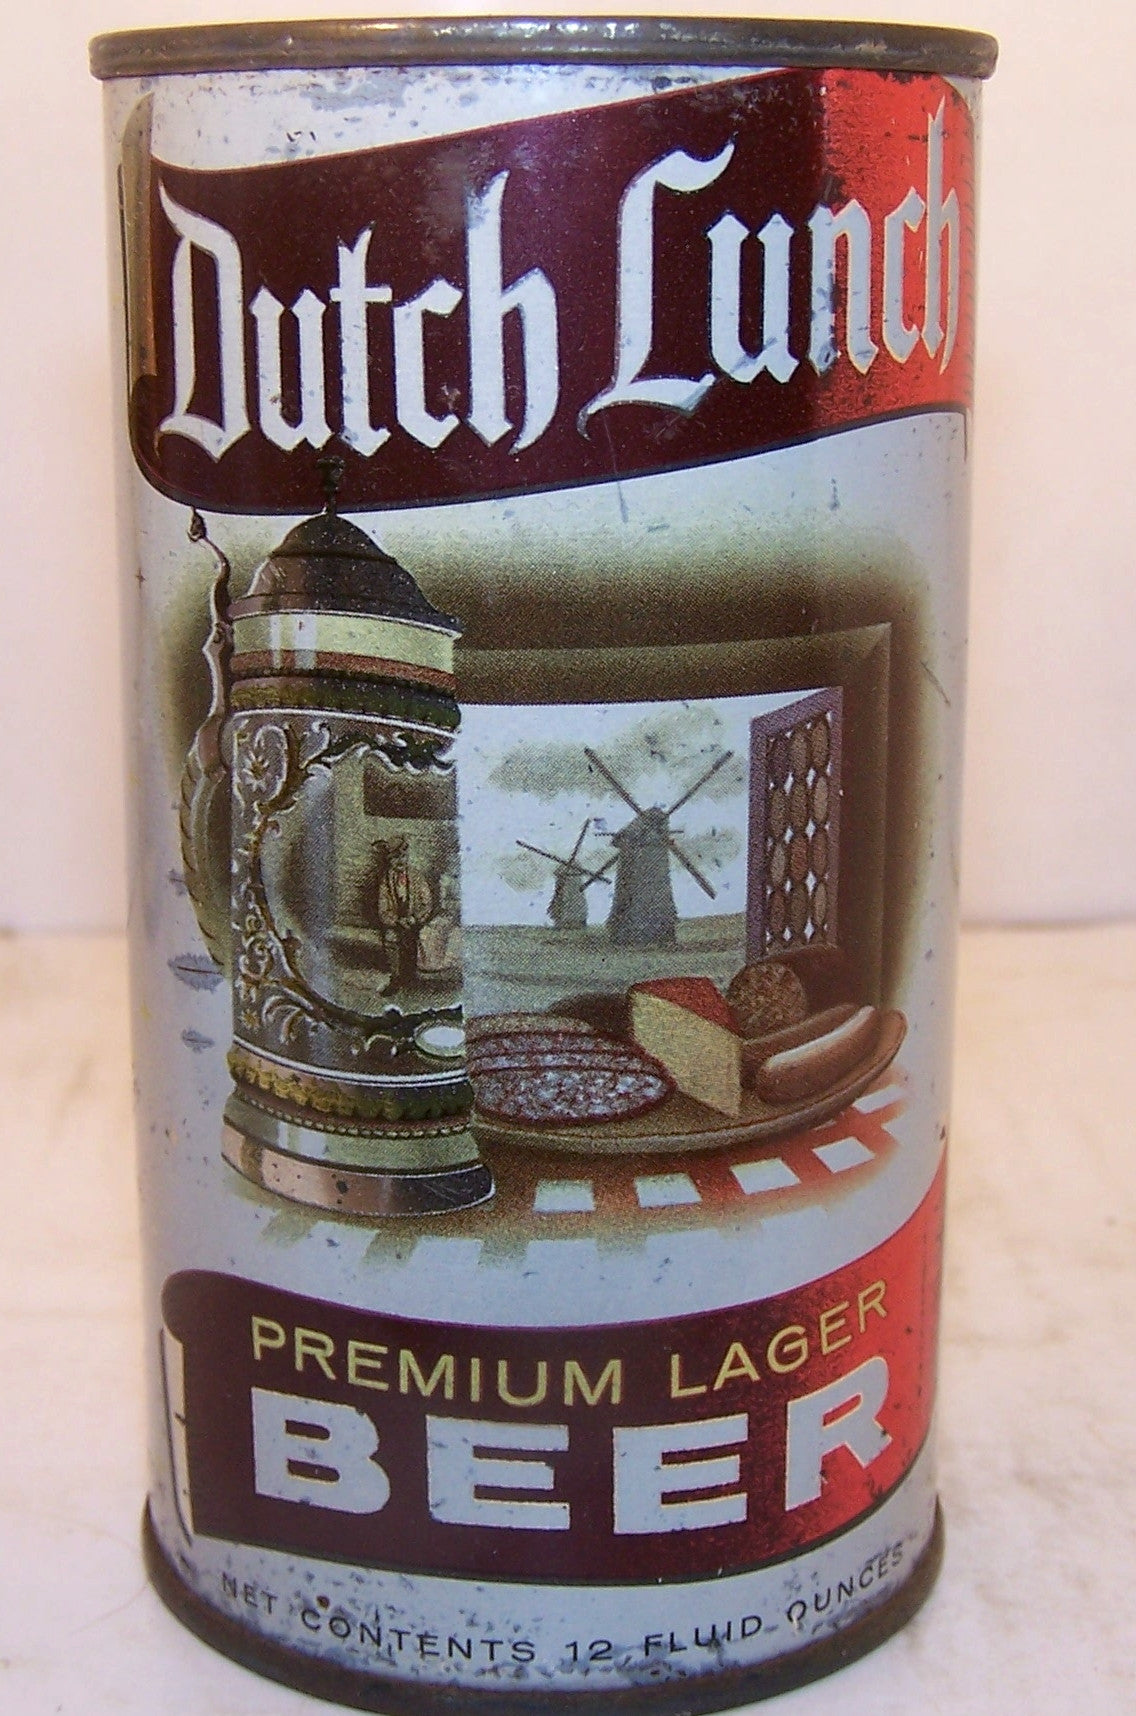 Dutch Lunch
PREMIUM LAGER
BEER
NET CONTENTS 12 FLUID OUNCES